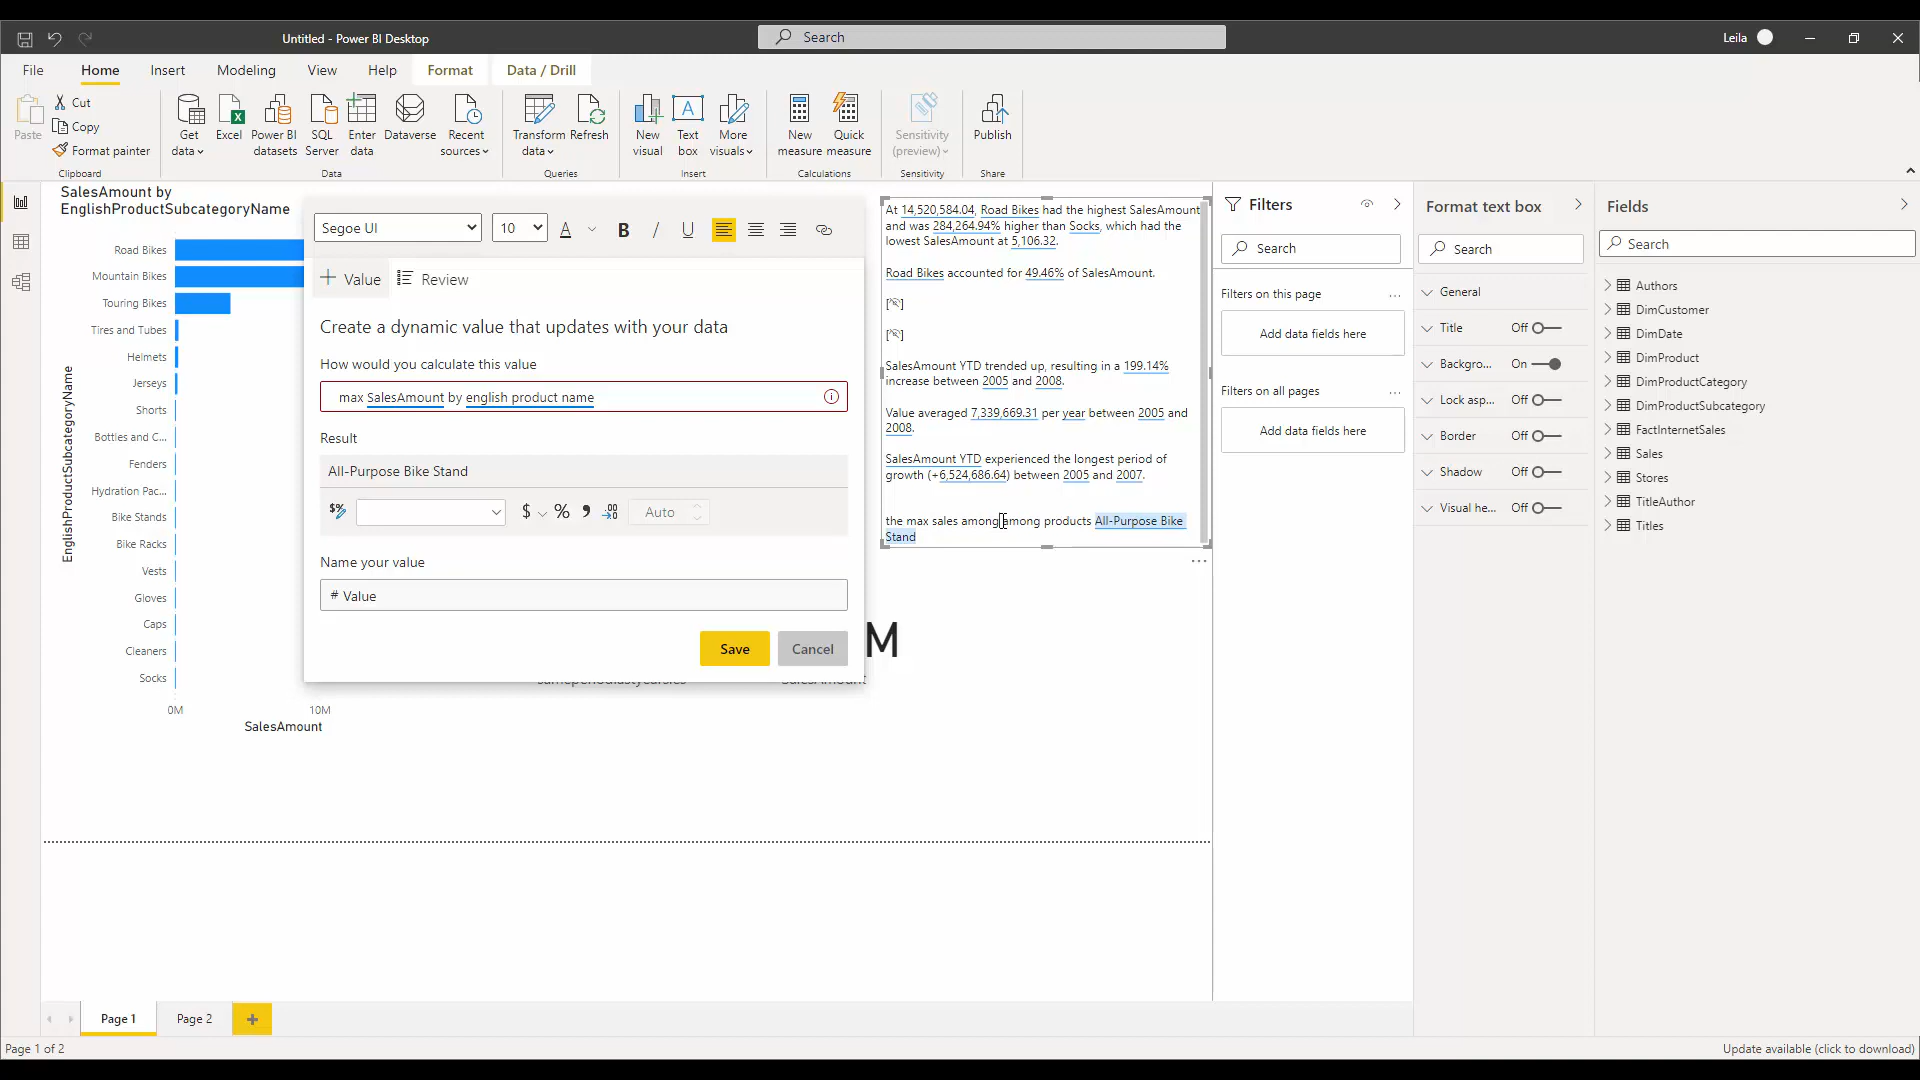 Untitled - Power BI Desktop
Search
Leila
File
Home
Insert
Modeling
View
Help
Format
Data / Drill
Paste
Cut
Copy
Format painter
Clipboard
Get data
Excel
Power BI datasets
SQL Server
Enter data
Dataverse
Recent sources
Data
Transform data
Refresh
Queries
New visual
Text box
More visuals
Insert
New measure
Quick measure
Calculations
Sensitivity (preview)
Sensitivity
Publish
Share
SalesAmount by
EnglishProductSubcategoryName
EnglishProductSubcategoryName
Road Bikes
Mountain Bikes
Touring Bikes
Tires and Tubes
Helmets
Jerseys
Shorts
Bottles and C...
Fenders
Hydration Pac...
Bike Stands
Bike Racks
Vests
Gloves
Caps
Cleaners
Socks
0M
10M
SalesAmount
Segoe UI
10
A
B
I
U
+ Value
Review
Create a dynamic value that updates with your data
How would you calculate this value
max SalesAmount by english product name
Result
All-Purpose Bike Stand
$
%
Auto
Name your value
# Value
Save
Cancel
M
At 14,520,584.04, Road Bikes had the highest SalesAmount
and was 284,264.94% higher than Socks, which had the
lowest SalesAmount at 5,106.32.
Road Bikes accounted for 49.46% of SalesAmount.
SalesAmount YTD trended up, resulting in a 199.14%
increase between 2005 and 2008.
Value averaged 7,339,669.31 per year between 2005 and
2008.
SalesAmount YTD experienced the longest period of
growth (+6,524,686.64) between 2005 and 2007.
the max sales among among products All-Purpose Bike
Stand
Filters
Search
Filters on this page
Add data fields here
Filters on all pages
Add data fields here
Format text box
Search
General
Title Off
Backgro... On
Lock asp... Off
Border Off
Shadow Off
Visual he... Off
Fields
Search
Authors
DimCustomer
DimDate
DimProduct
DimProductCategory
DimProductSubcategory
FactInternetSales
Sales
Stores
TitleAuthor
Titles
Page 1
Page 2
+
Page 1 of 2
Update available (click to download)